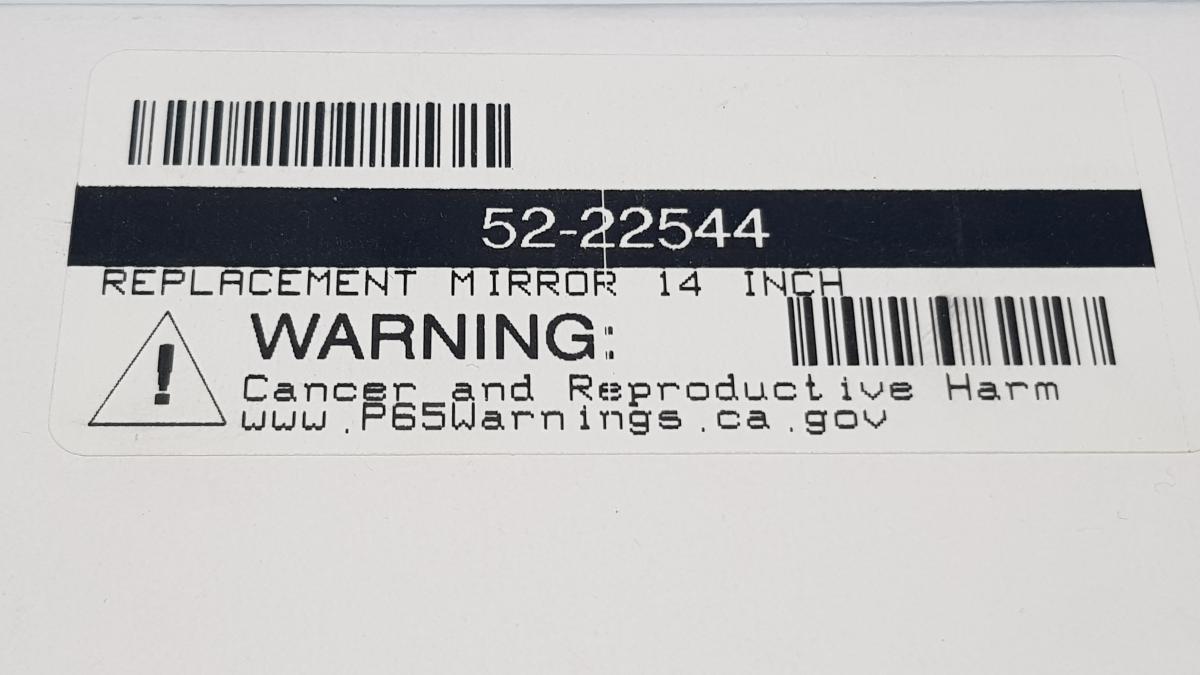 52-22544
REPLACEMENT MIRROR 14 INCH
WARNING:
Cancer and Reproductive Harm
www.P65Warnings.ca.gov